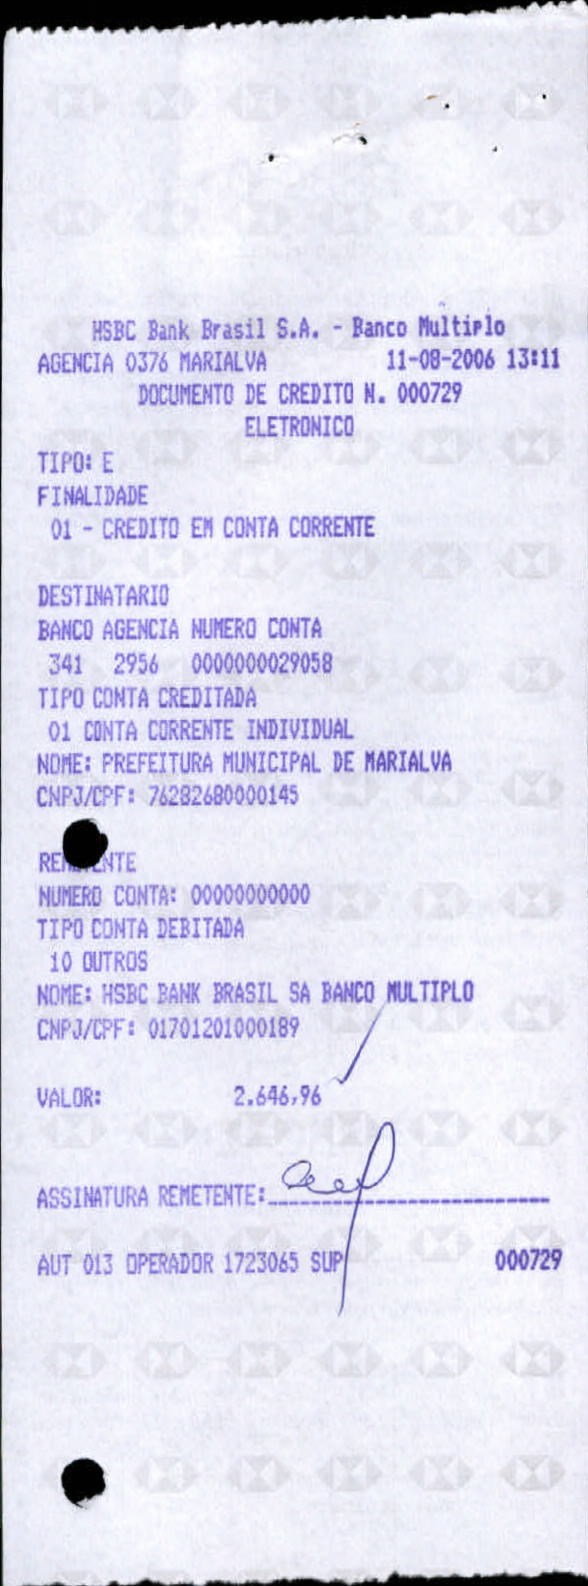 HSBC Bank Brasil S.A. - Banco Multiplo
AGENCIA 0376 MARIALVA 11-08-2006 13:11
DOCUMENTO DE CREDITO N. 000729
ELETRONICO
TIPO: E
FINALIDADE
01 - CREDITO EM CONTA CORRENTE
DESTINATARIO
BANCO AGENCIA NUMERO CONTA
341 2956 0000000029058
TIPO CONTA CREDITADA
01 CONTA CORRENTE INDIVIDUAL
NOME: PREFEITURA MUNICIPAL DE MARIALVA
CNPJ/CPF: 76282680000145
REMETENTE
NUMERO CONTA: 00000000000
TIPO CONTA DEBITADA
10 OUTROS
NOME: HSBC BANK BRASIL SA BANCO MULTIPLO
CNPJ/CPF: 01701201000189
VALOR: 2.646,96
ASSINATURA REMETENTE:
AUT 013 OPERADOR 1723065 SUP 000729